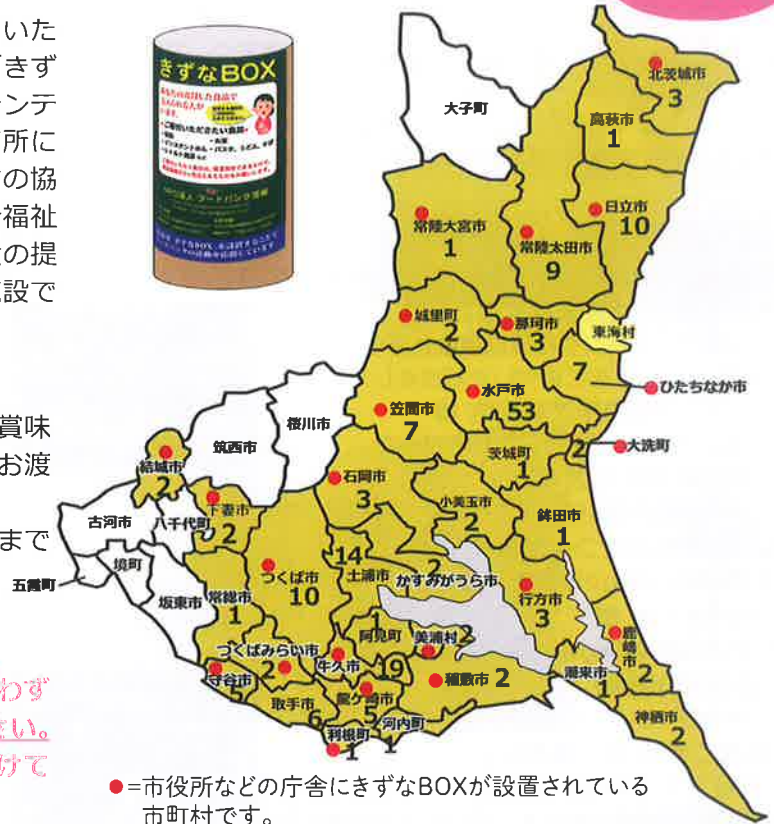 いた
きず
ンテ
所に
の協
福祉
の提
設で
賞味
お渡
まで
わず
さい。
けて
きずなBOX
大子町
北茨城市
3
高萩市
1
日立市
10
常陸大宮市
1
常陸太田市
9
城里町
2
那珂市
3
東海村
7
ひたちなか市
笠間市
7
水戸市
53
大洗町
2
茨城町
1
桜川市
筑西市
結城市
2
石岡市
3
小美玉市
2
鉾田市
1
古河市
八千代町
下妻市
2
五霞町
境町
坂東市
常総市
1
つくば市
10
14
土浦市
かすみがうら市
2
行方市
3
鹿嶋市
2
つくばみらい市
2
牛久市
19
阿見町
1
美浦村
2
稲敷市 2
潮来市
1
神栖市
2
守谷市
5
取手市
6
龍ケ崎市
5
利根町
1
河内町
1
●=市役所などの庁舎にきずなBOXが設置されている
市町村です。